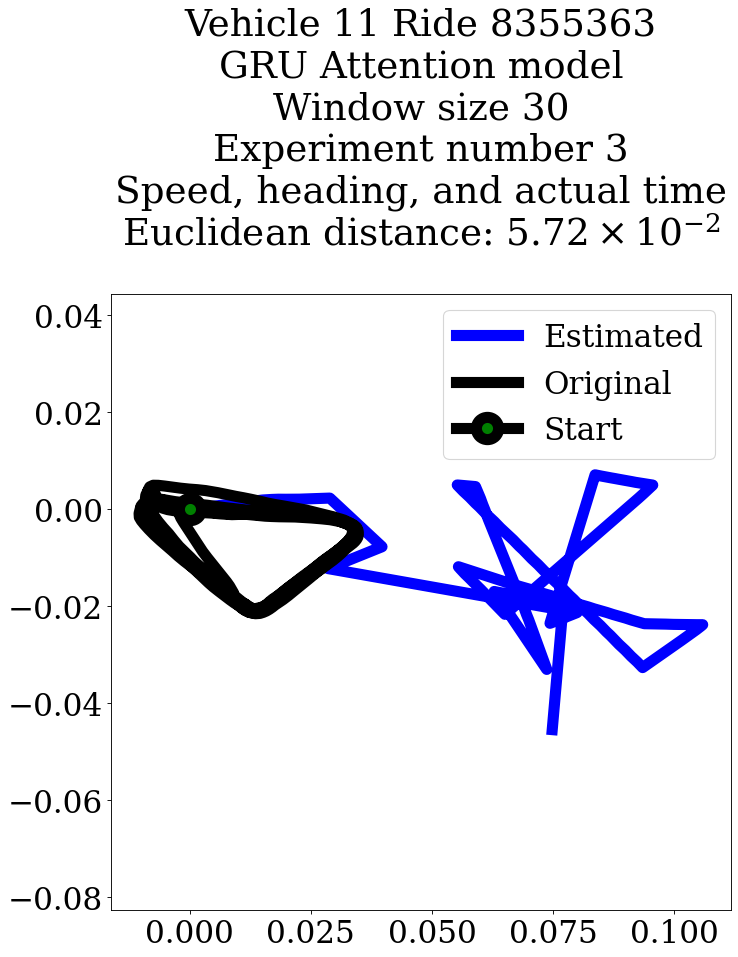 Vehicle 11 Ride 8355363
GRU Attention model
Window size 30
Experiment number 3
Speed, heading, and actual time
Euclidean distance: 5.72 × 10⁻²
0.04
0.02
0.00
−0.02
−0.04
−0.06
−0.08
Estimated
Original
Start
0.000 0.025 0.050 0.075 0.100